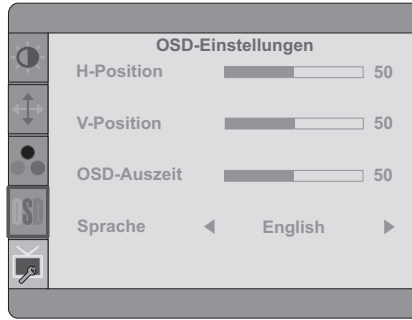 OSD-Einstellungen
H-Position 50
V-Position 50
OSD-Auszeit 50
OSD
Sprache English